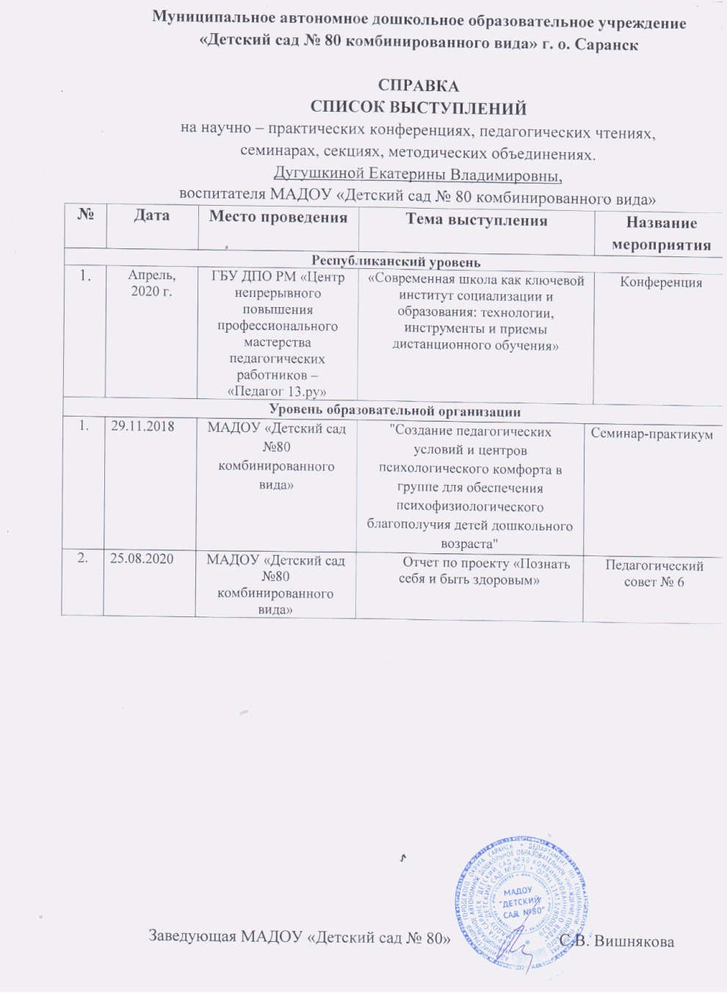 Муниципальное автономное дошкольное образовательное учреждение
«Детский сад № 80 комбинированного вида» г. о. Саранск
СПРАВКА
СПИСОК ВЫСТУПЛЕНИЙ
на научно – практических конференциях, педагогических чтениях,
семинарах, секциях, методических объединениях.
Дугушкиной Екатерины Владимировны,
воспитателя МАДОУ «Детский сад № 80 комбинированного вида»
№ Дата Место проведения Тема выступления Название
мероприятия
Республиканский уровень
1. Апрель, ГБУ ДПО РМ «Центр «Современная школа как ключевой Конференция
2020 г. непрерывного институт социализации и
повышения образования: технологии,
профессионального инструменты и приемы
мастерства дистанционного обучения»
педагогических
работников –
«Педагог 13.ру»
Уровень образовательной организации
1. 29.11.2018 МАДОУ «Детский сад "Создание педагогических Семинар-практикум
№80 условий и центров
комбинированного психологического комфорта в
вида» группе для обеспечения
психофизиологического
благополучия детей дошкольного
возраста"
2. 25.08.2020 МАДОУ «Детский сад Отчет по проекту «Познать Педагогический
№80 себя и быть здоровым» совет № 6
комбинированного
вида»
МАДОУ
"ДЕТСКИЙ
САД №80"
Заведующая МАДОУ «Детский сад № 80» С.В. Вишнякова